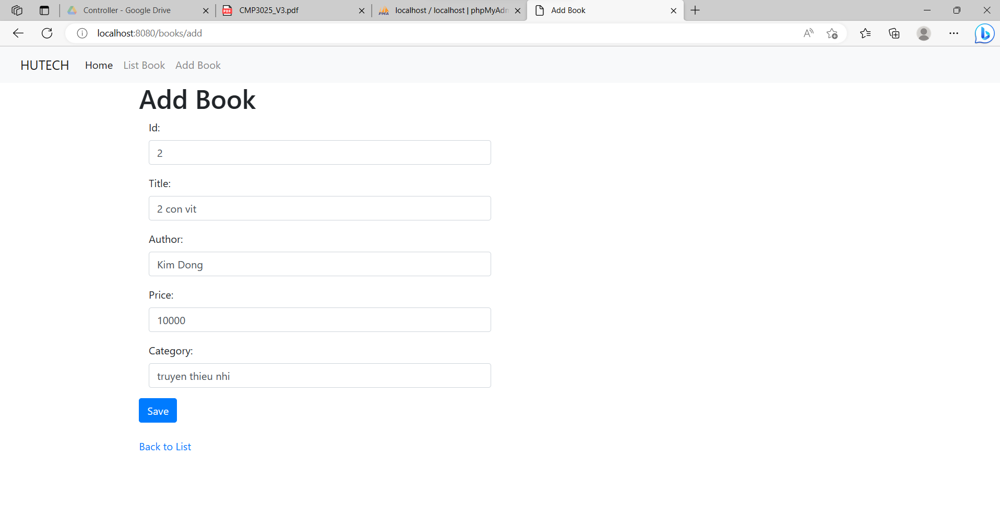 Controller - Google Drive
CMP3025_V3.pdf
localhost / localhost | phpMyAdm
Add Book
localhost:8080/books/add
HUTECH Home List Book Add Book
Add Book
Id:
2
Title:
2 con vit
Author:
Kim Dong
Price:
10000
Category:
truyen thieu nhi
Save
Back to List